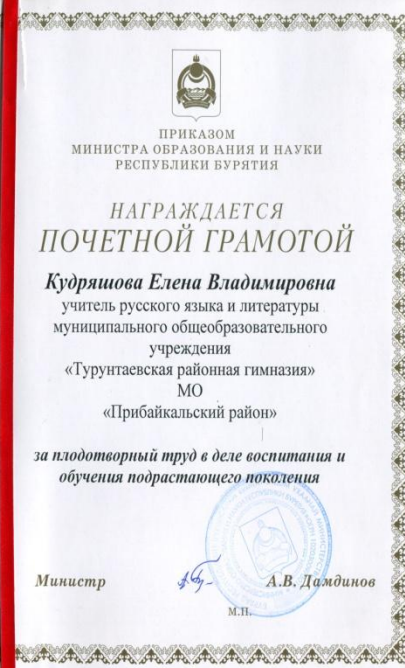 ПРИКАЗОМ
МИНИСТРА ОБРАЗОВАНИЯ И НАУКИ
РЕСПУБЛИКИ БУРЯТИЯ
НАГРАЖДАЕТСЯ
ПОЧЕТНОЙ ГРАМОТОЙ
Кудряшова Елена Владимировна
учитель русского языка и литературы
муниципального общеобразовательного
учреждения
«Турунтаевская районная гимназия»
МО
«Прибайкальский район»
за плодотворный труд в деле воспитания и
обучения подрастающего поколения
Министр А.В. Дамдинов
М.П.